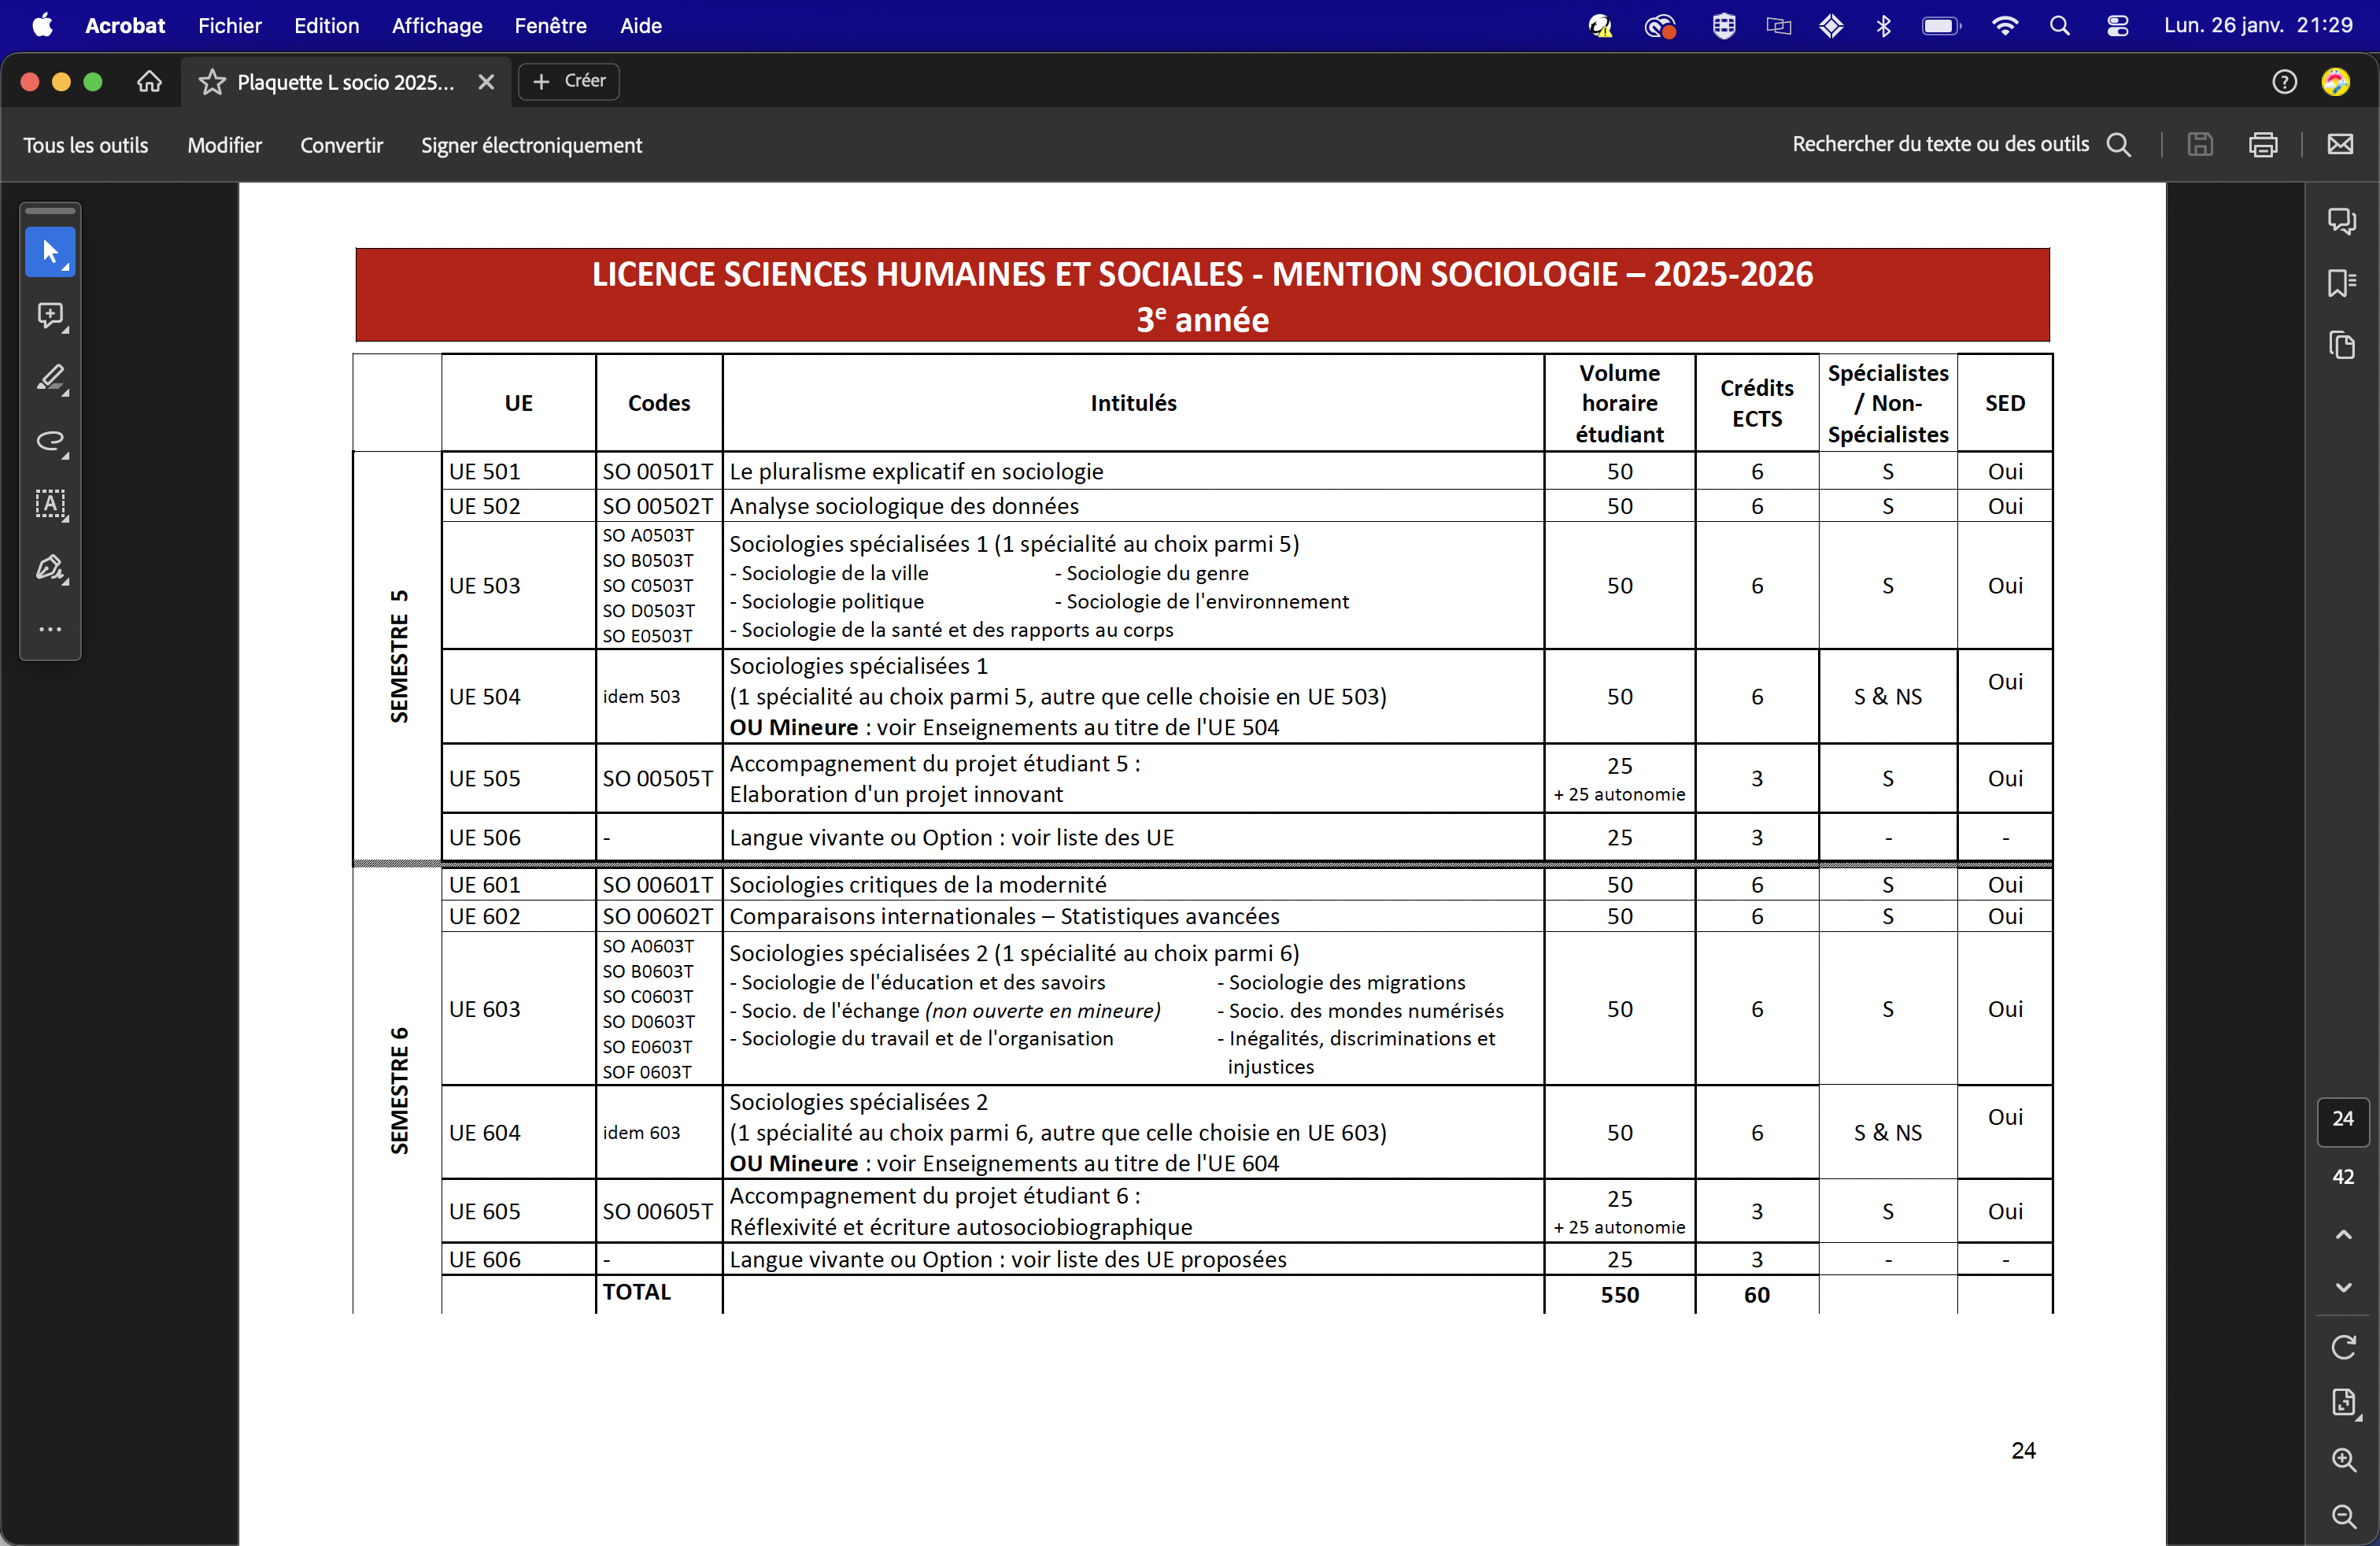 Acrobat Fichier Edition Affichage Fenêtre Aide Lun. 26 janv. 21:29
Plaquette L socio 2025... Créer
Tous les outils Modifier Convertir Signer électroniquement Rechercher du texte ou des outils
LICENCE SCIENCES HUMAINES ET SOCIALES - MENTION SOCIOLOGIE – 2025-2026
3e année
UE Codes Intitulés Volume horaire étudiant Crédits ECTS Spécialistes / Non-Spécialistes SED
SEMESTRE 5
UE 501 SO 00501T Le pluralisme explicatif en sociologie 50 6 S Oui
UE 502 SO 00502T Analyse sociologique des données 50 6 S Oui
UE 503
SO A0503T
SO B0503T
SO C0503T
SO D0503T
SO E0503T
Sociologies spécialisées 1 (1 spécialité au choix parmi 5)
- Sociologie de la ville - Sociologie du genre
- Sociologie politique - Sociologie de l'environnement
- Sociologie de la santé et des rapports au corps
50 6 S Oui
UE 504 idem 503
Sociologies spécialisées 1
(1 spécialité au choix parmi 5, autre que celle choisie en UE 503)
OU Mineure : voir Enseignements au titre de l'UE 504
50 6 S & NS Oui
UE 505 SO 00505T
Accompagnement du projet étudiant 5 :
Elaboration d'un projet innovant
25
+ 25 autonomie
3 S Oui
UE 506 - Langue vivante ou Option : voir liste des UE 25 3 - -
SEMESTRE 6
UE 601 SO 00601T Sociologies critiques de la modernité 50 6 S Oui
UE 602 SO 00602T Comparaisons internationales – Statistiques avancées 50 6 S Oui
UE 603
SO A0603T
SO B0603T
SO C0603T
SO D0603T
SO E0603T
SOF 0603T
Sociologies spécialisées 2 (1 spécialité au choix parmi 6)
- Sociologie de l'éducation et des savoirs - Sociologie des migrations
- Socio. de l'échange (non ouverte en mineure) - Socio. des mondes numérisés
- Sociologie du travail et de l'organisation - Inégalités, discriminations et
injustices
50 6 S Oui
UE 604 idem 603
Sociologies spécialisées 2
(1 spécialité au choix parmi 6, autre que celle choisie en UE 603)
OU Mineure : voir Enseignements au titre de l'UE 604
50 6 S & NS Oui
UE 605 SO 00605T
Accompagnement du projet étudiant 6 :
Réflexivité et écriture autosociobiographique
25
+ 25 autonomie
3 S Oui
UE 606 - Langue vivante ou Option : voir liste des UE proposées 25 3 - -
TOTAL 550 60
24
24
42